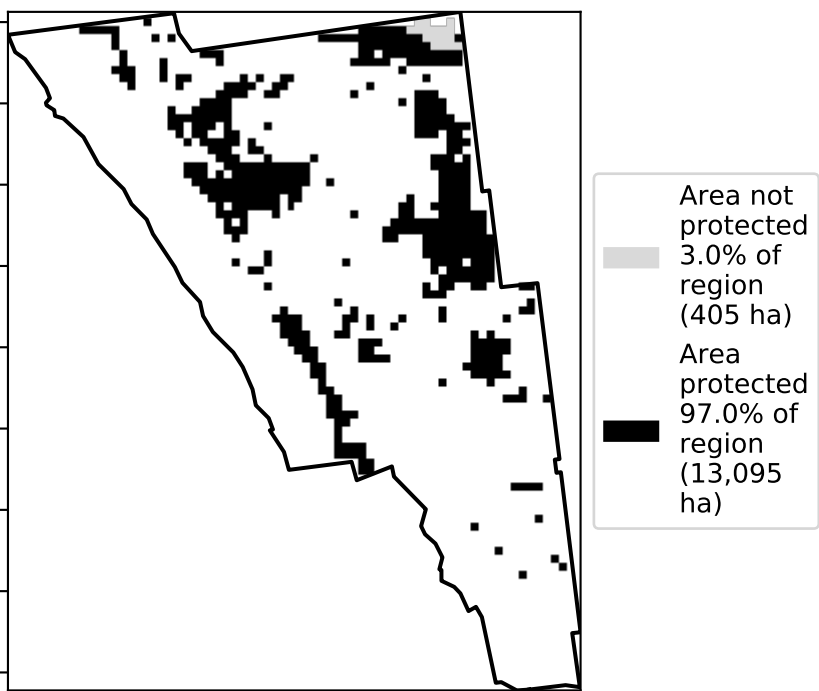 Area not
protected
3.0% of
region
(405 ha)
Area
protected
97.0% of
region
(13,095
ha)